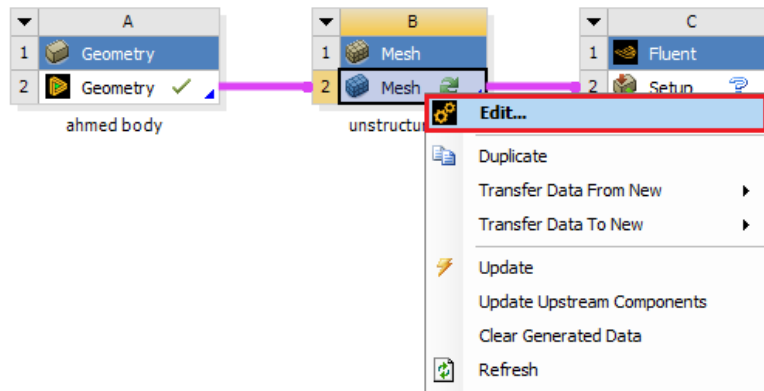 A B C
1 Geometry 1 Mesh 1 Fluent
2 Geometry 2 Mesh 2 Setup
ahmed body
Edit...
Duplicate
Transfer Data From New
Transfer Data To New
Update
Update Upstream Components
Clear Generated Data
Refresh